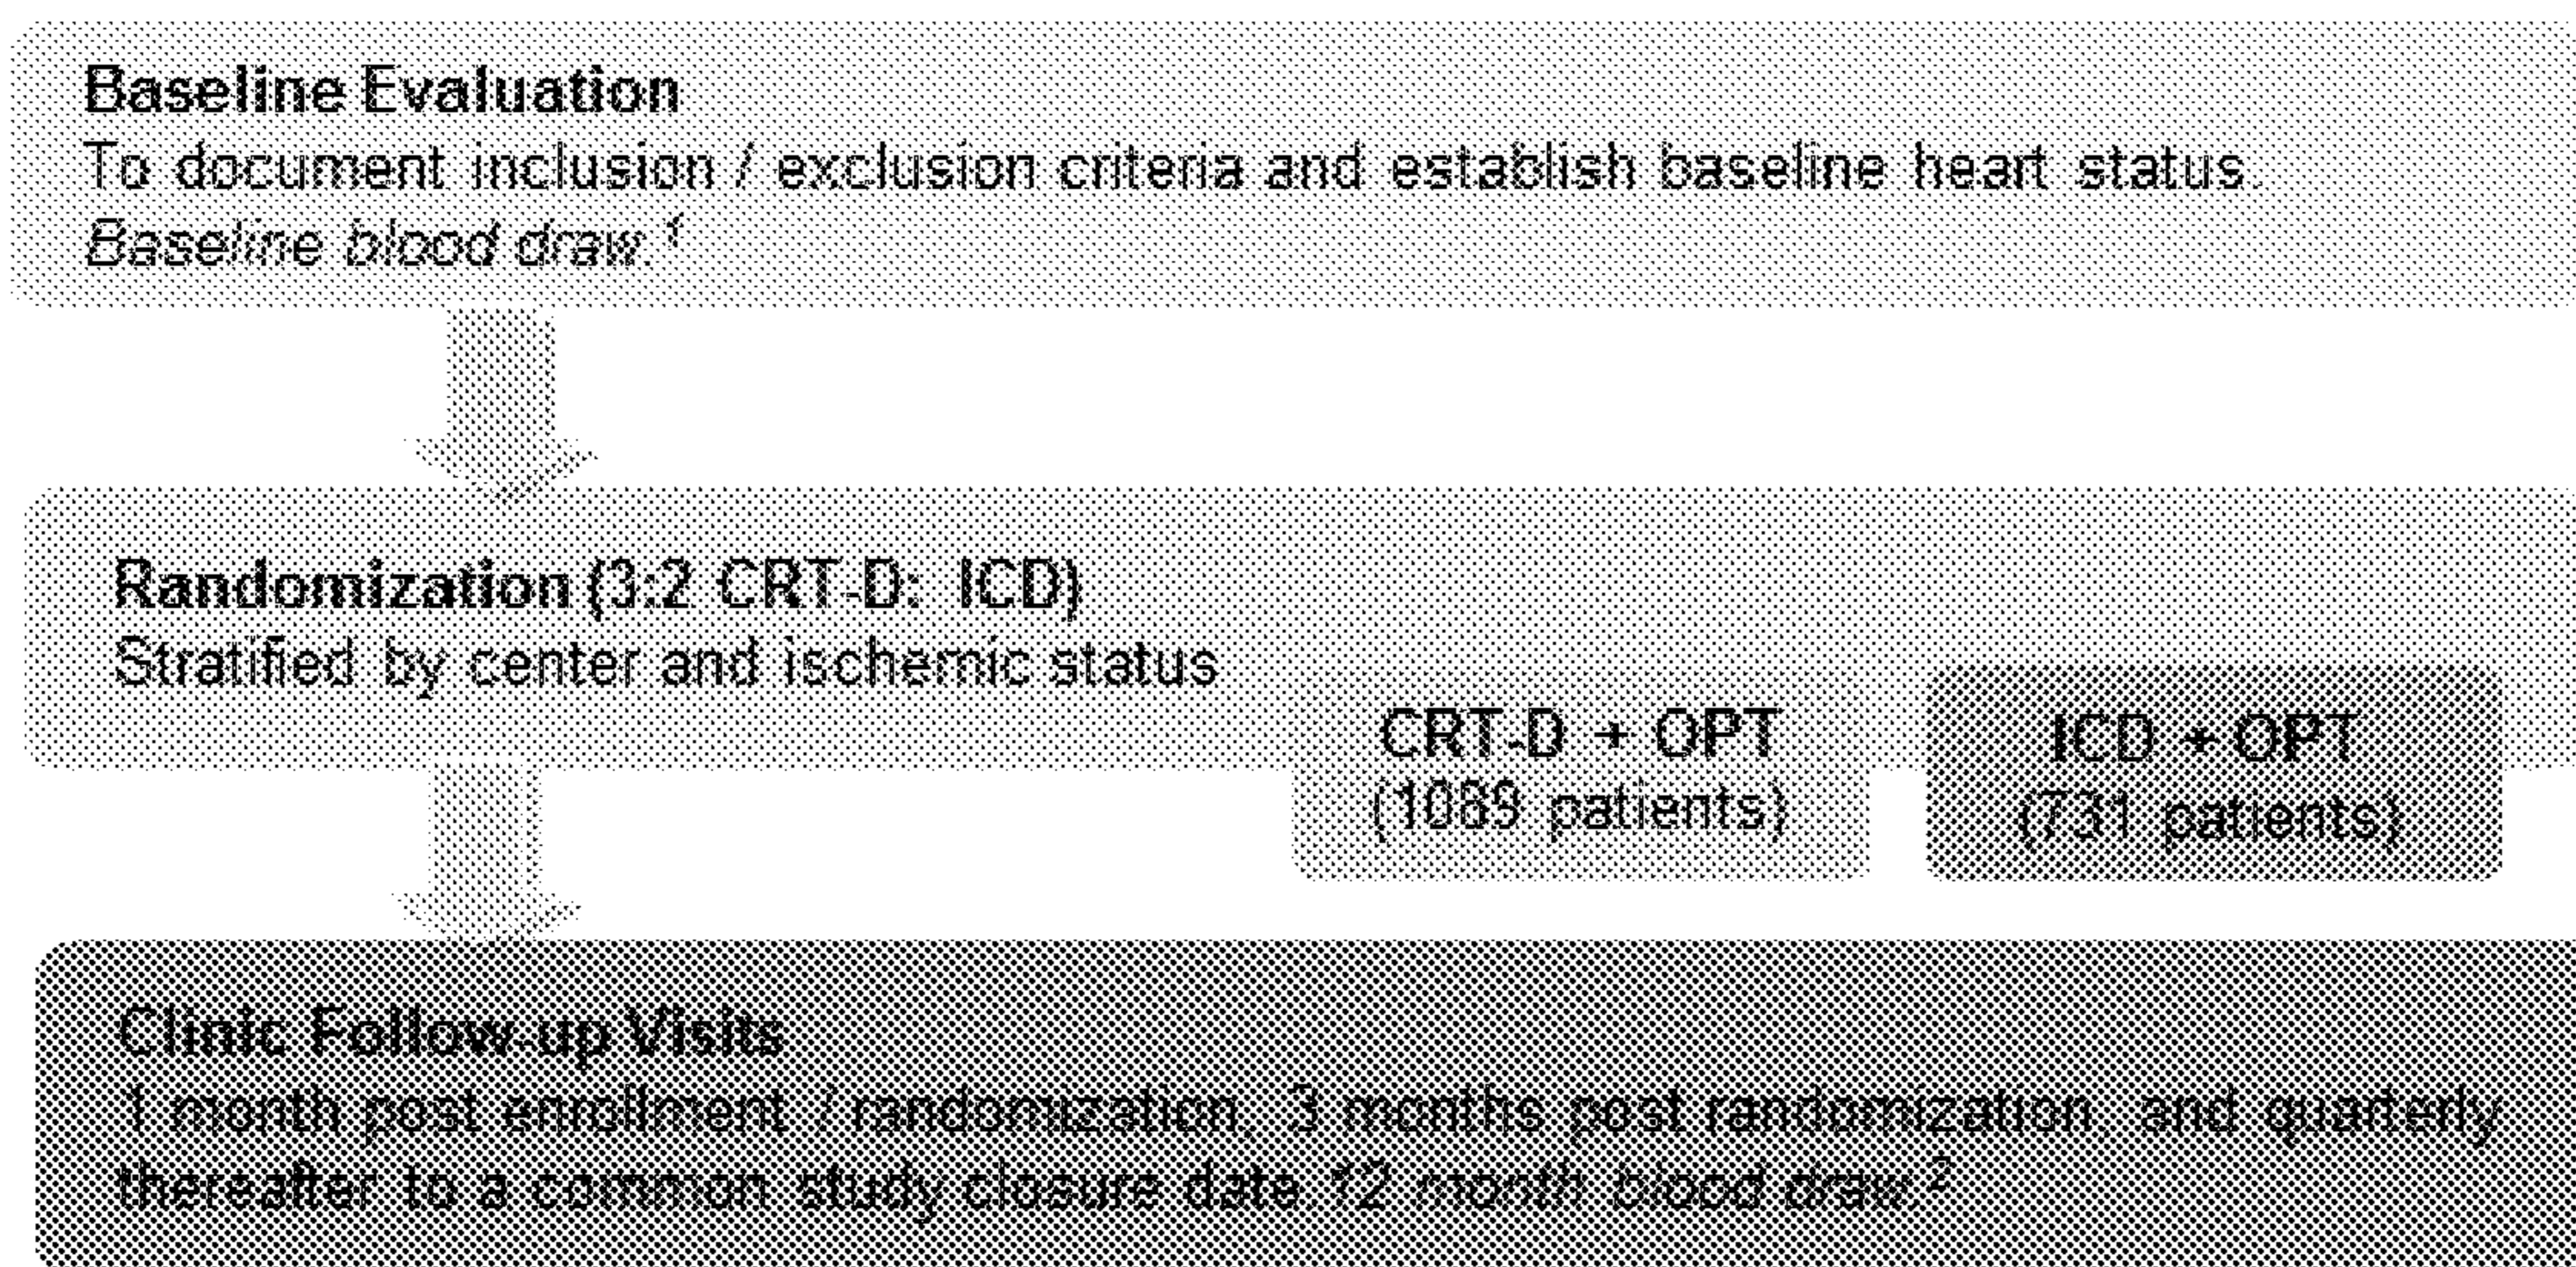 Baseline Evaluation
To document inclusion / exclusion criteria and establish baseline heart status.
Baseline blood draw.¹
Randomization (3:2 CRT-D: ICD)
Stratified by center and ischemic status
CRT-D + OPT
(1089 patients)
ICD + OPT
(731 patients)
Clinic Follow-up Visits
1 month post enrollment / randomization, 3 months post randomization, and quarterly
thereafter to a common study closure date. 12 month blood draw.²